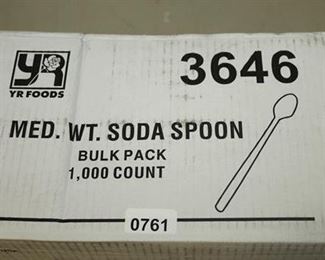 YR
YR FOODS
3646
MED. WT. SODA SPOON
BULK PACK
1,000 COUNT
0761